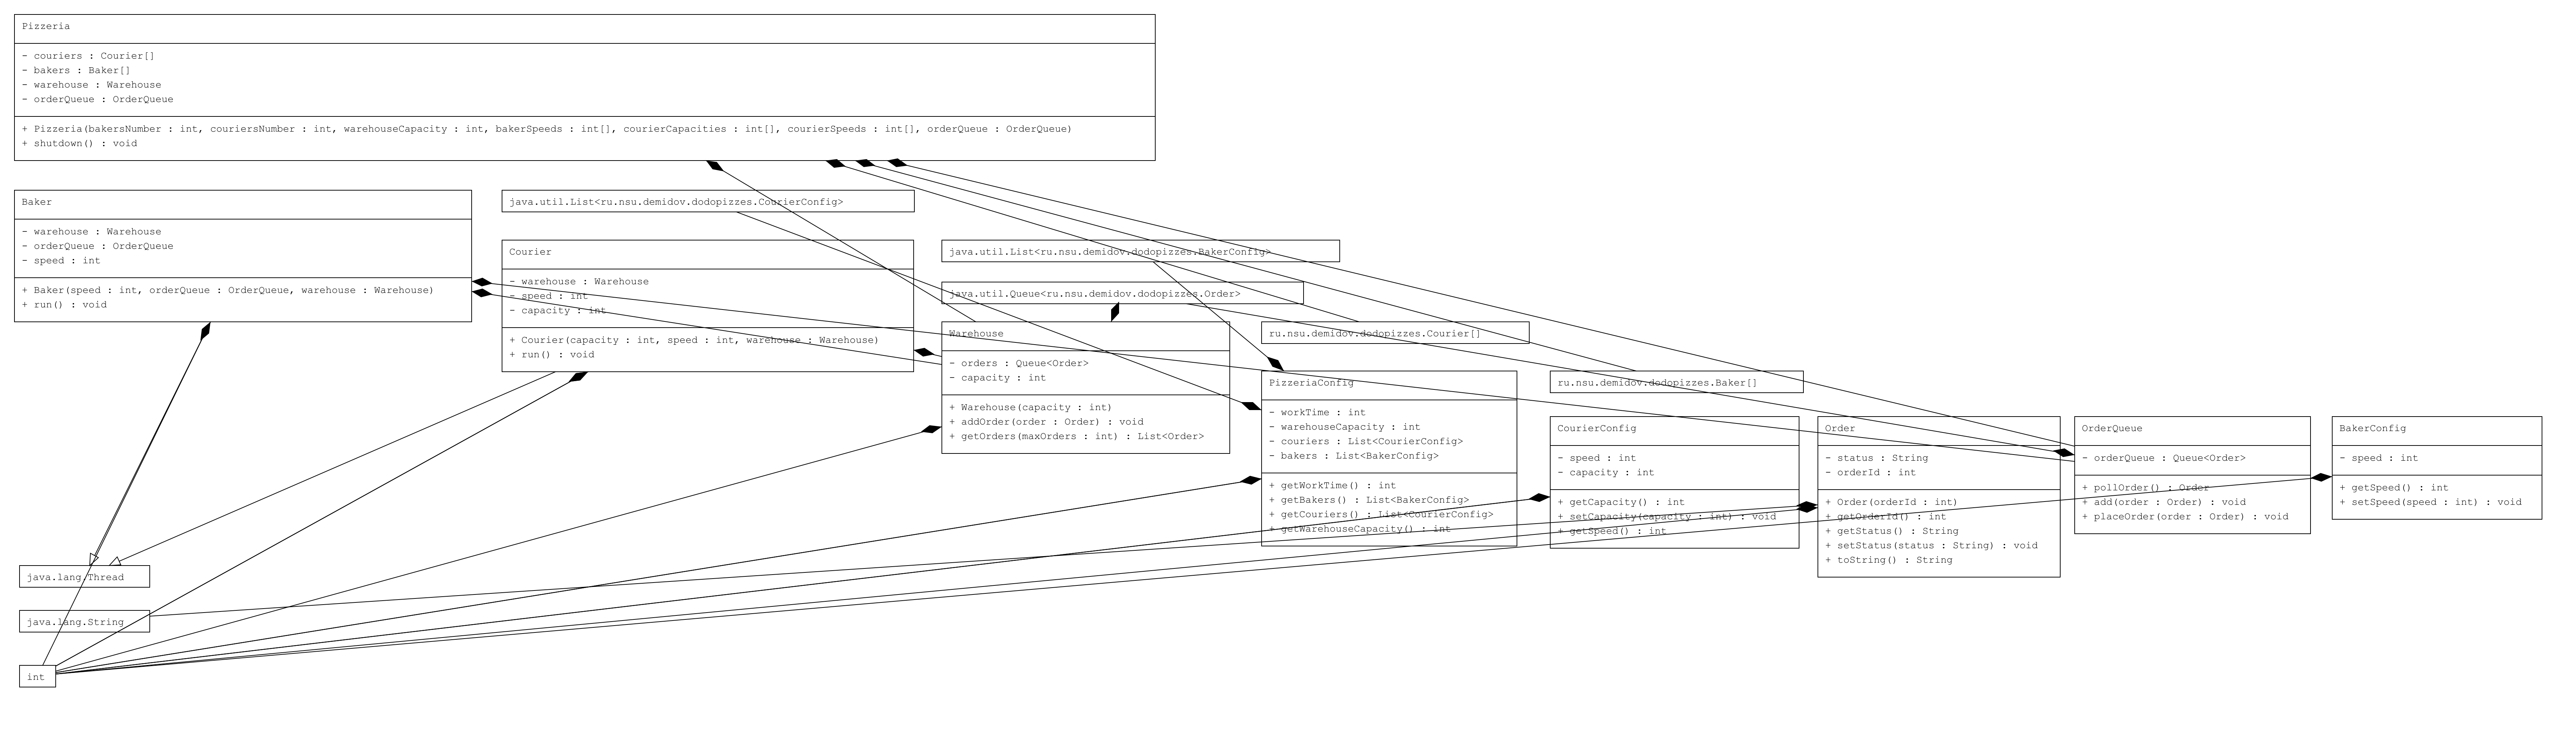 Pizzeria
- couriers : Courier[]
- bakers : Baker[]
- warehouse : Warehouse
- orderQueue : OrderQueue
+ Pizzeria(bakersNumber : int, couriersNumber : int, warehouseCapacity : int, bakerSpeeds : int[], courierCapacities : int[], courierSpeeds : int[], orderQueue : OrderQueue)
+ shutdown() : void
Baker
- warehouse : Warehouse
- orderQueue : OrderQueue
- speed : int
+ Baker(speed : int, orderQueue : OrderQueue, warehouse : Warehouse)
+ run() : void
java.util.List<ru.nsu.demidov.dodopizzes.CourierConfig>
Courier
- warehouse : Warehouse
- speed : int
- capacity : int
+ Courier(capacity : int, speed : int, warehouse : Warehouse)
+ run() : void
java.util.List<ru.nsu.demidov.dodopizzes.BakerConfig>
java.util.Queue<ru.nsu.demidov.dodopizzes.Order>
Warehouse
- orders : Queue<Order>
- capacity : int
+ Warehouse(capacity : int)
+ addOrder(order : Order) : void
+ getOrders(maxOrders : int) : List<Order>
ru.nsu.demidov.dodopizzes.Courier[]
PizzeriaConfig
- workTime : int
- warehouseCapacity : int
- couriers : List<CourierConfig>
- bakers : List<BakerConfig>
+ getWorkTime() : int
+ getBakers() : List<BakerConfig>
+ getCouriers() : List<CourierConfig>
+ getWarehouseCapacity() : int
ru.nsu.demidov.dodopizzes.Baker[]
CourierConfig
- speed : int
- capacity : int
+ getCapacity() : int
+ setCapacity(capacity : int) : void
+ getSpeed() : int
Order
- status : String
- orderId : int
+ Order(orderId : int)
+ getOrderId() : int
+ getStatus() : String
+ setStatus(status : String) : void
+ toString() : String
OrderQueue
- orderQueue : Queue<Order>
+ pollOrder() : Order
+ add(order : Order) : void
+ placeOrder(order : Order) : void
BakerConfig
- speed : int
+ getSpeed() : int
+ setSpeed(speed : int) : void
java.lang.Thread
java.lang.String
int